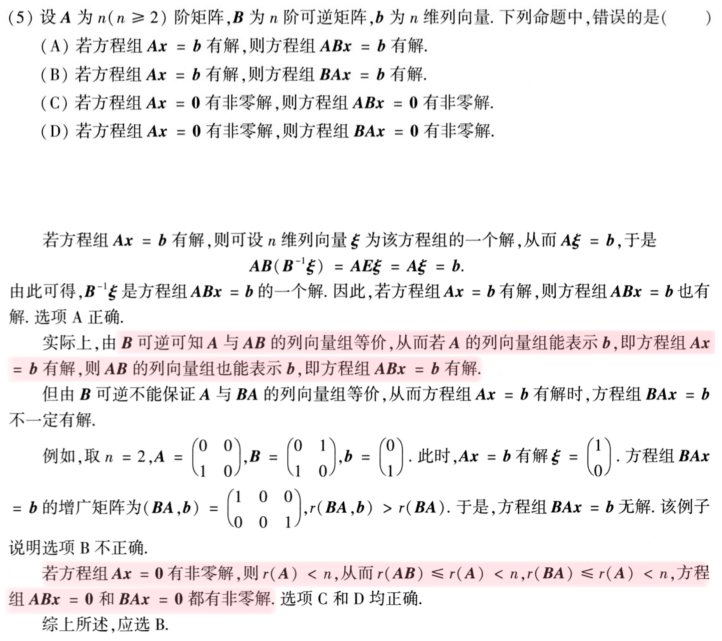 (5) 设 A 为 n(n ≥ 2) 阶矩阵,B 为 n 阶可逆矩阵,b 为 n 维列向量. 下列命题中,错误的是(  )
(A) 若方程组 Ax = b 有解,则方程组 ABx = b 有解.
(B) 若方程组 Ax = b 有解,则方程组 BAx = b 有解.
(C) 若方程组 Ax = 0 有非零解,则方程组 ABx = 0 有非零解.
(D) 若方程组 Ax = 0 有非零解,则方程组 BAx = 0 有非零解.
若方程组 Ax = b 有解,则可设 n 维列向量 ξ 为该方程组的一个解,从而 Aξ = b,于是
AB(B⁻¹ξ) = AEξ = Aξ = b.
由此可得,B⁻¹ξ 是方程组 ABx = b 的一个解. 因此,若方程组 Ax = b 有解,则方程组 ABx = b 也有
解. 选项 A 正确.
实际上,由 B 可逆可知 A 与 AB 的列向量组等价,从而若 A 的列向量组能表示 b,即方程组 Ax
= b 有解,则 AB 的列向量组也能表示 b,即方程组 ABx = b 有解.
但由 B 可逆不能保证 A 与 BA 的列向量组等价,从而方程组 Ax = b 有解时,方程组 BAx = b
不一定有解.
例如,取 n = 2,A = (0 0; 1 0),B = (0 1; 1 0),b = (0; 1). 此时,Ax = b 有解 ξ = (1; 0). 方程组 BAx
= b 的增广矩阵为(BA,b) = (1 0 0; 0 0 1),r(BA,b) > r(BA). 于是,方程组 BAx = b 无解. 该例子
说明选项 B 不正确.
若方程组 Ax = 0 有非零解,则 r(A) < n,从而 r(AB) ≤ r(A) < n,r(BA) ≤ r(A) < n,方程
组 ABx = 0 和 BAx = 0 都有非零解. 选项 C 和 D 均正确.
综上所述,应选 B.